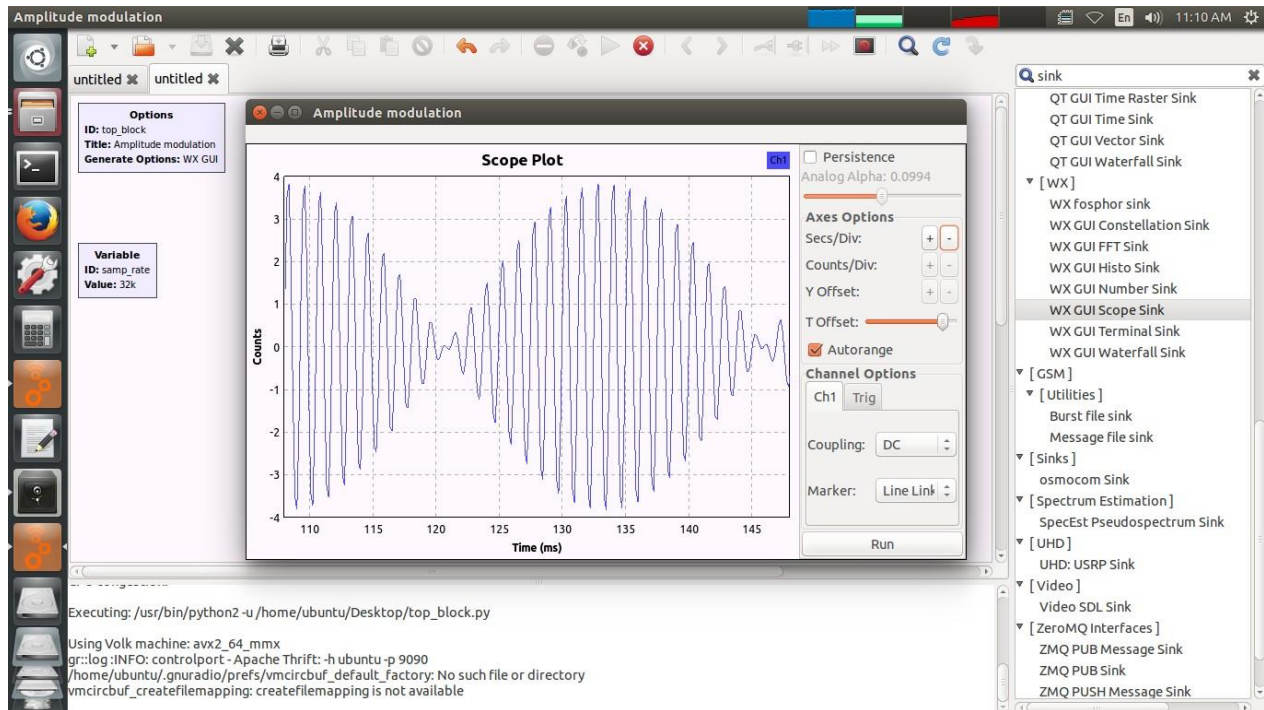 Amplitude modulation
En
11:10 AM
untitled
untitled
Options
ID: top_block
Title: Amplitude modulation
Generate Options: WX GUI
Variable
ID: samp_rate
Value: 32k
Amplitude modulation
Scope Plot
Ch1
4
3
2
1
0
-1
-2
-3
-4
Counts
110
115
120
125
130
135
140
145
Time (ms)
Persistence
Analog Alpha: 0.0994
Axes Options
Secs/Div:
+
-
Counts/Div:
+
-
Y Offset:
+
-
T Offset:
Autorange
Channel Options
Ch1
Trig
Coupling:
DC
Marker:
Line Link
Run
sink
QT GUI Time Raster Sink
QT GUI Time Sink
QT GUI Vector Sink
QT GUI Waterfall Sink
[ WX ]
WX fosphor sink
WX GUI Constellation Sink
WX GUI FFT Sink
WX GUI Histo Sink
WX GUI Number Sink
WX GUI Scope Sink
WX GUI Terminal Sink
WX GUI Waterfall Sink
[ GSM ]
[ Utilities ]
Burst file sink
Message file sink
[ Sinks ]
osmocom Sink
[ Spectrum Estimation ]
SpecEst Pseudospectrum Sink
[ UHD ]
UHD: USRP Sink
[ Video ]
Video SDL Sink
[ ZeroMQ Interfaces ]
ZMQ PUB Message Sink
ZMQ PUB Sink
ZMQ PUSH Message Sink
congestion.
Executing: /usr/bin/python2 -u /home/ubuntu/Desktop/top_block.py
Using Volk machine: avx2_64_mmx
gr::log :INFO: controlport - Apache Thrift: -h ubuntu -p 9090
/home/ubuntu/.gnuradio/prefs/vmcircbuf_default_factory: No such file or directory
vmcircbuf_createfilemapping: createfilemapping is not available